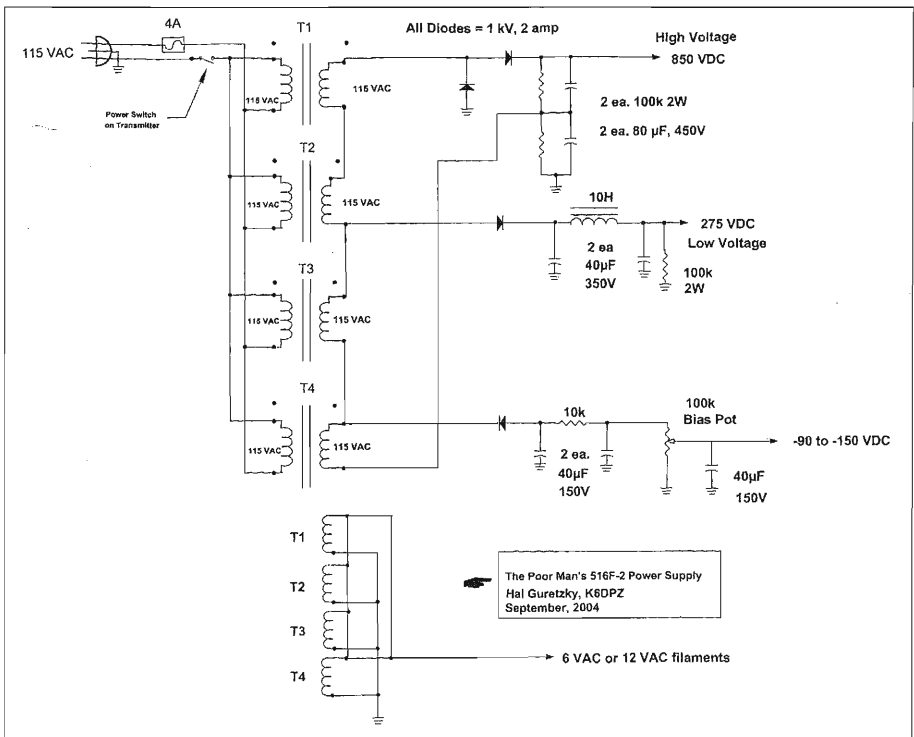 4A
T1
All Diodes = 1 kV, 2 amp
High Voltage
850 VDC
115 VAC
115 VAC
115 VAC
Power Switch
on Transmitter
2 ea. 100k 2W
2 ea. 80 µF, 450V
T2
115 VAC
115 VAC
10H
275 VDC
Low Voltage
2 ea
40µF
350V
100k
2W
T3
115 VAC
115 VAC
T4
115 VAC
115 VAC
10k
100k
Bias Pot
-90 to -150 VDC
2 ea.
40µF
150V
40µF
150V
T1
T2
T3
T4
The Poor Man's 516F-2 Power Supply
Hal Guretzky, K6DPZ
September, 2004
6 VAC or 12 VAC filaments